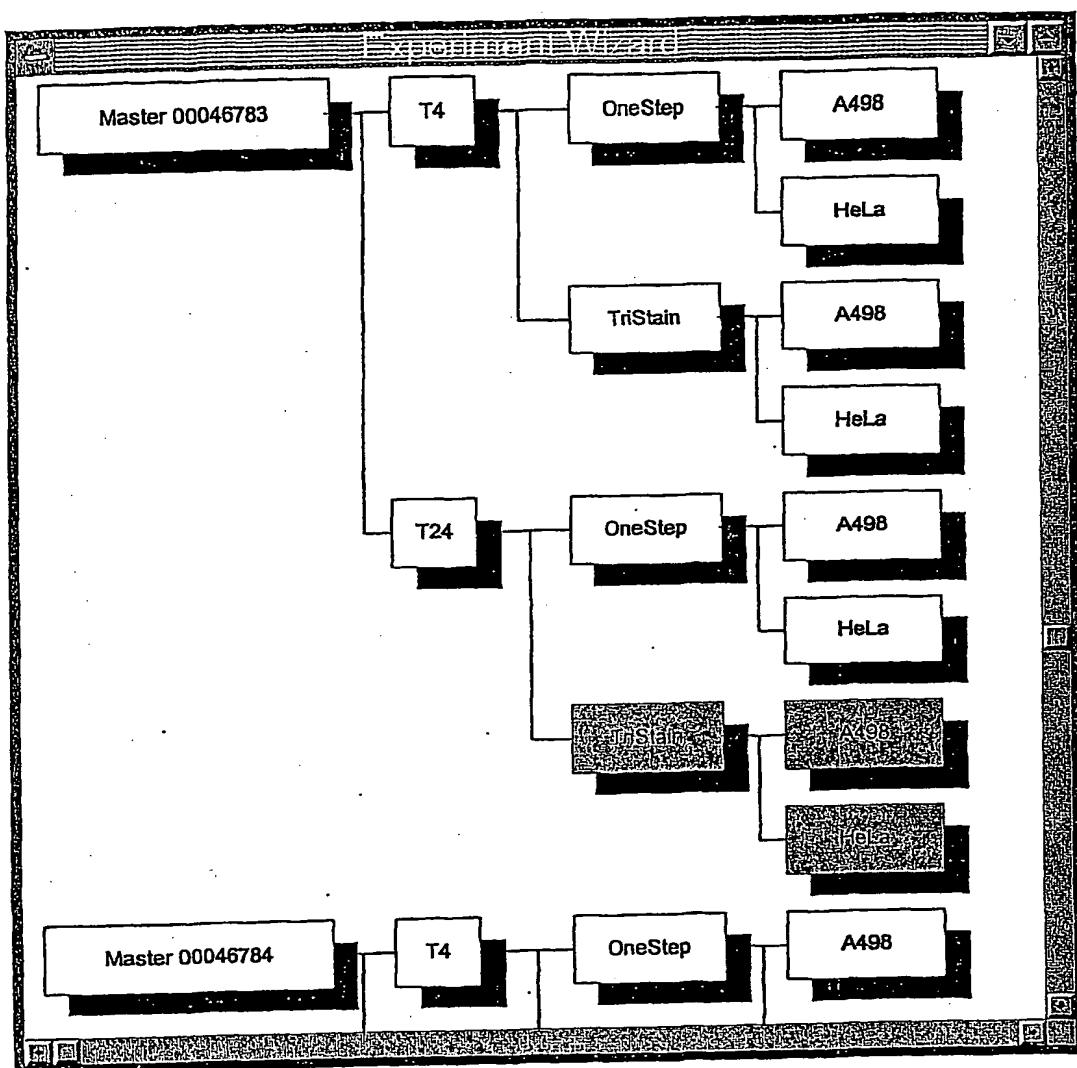 Experiment Wizard
Master 00046783
T4
OneStep
A498
HeLa
TriStain
A498
HeLa
T24
OneStep
A498
HeLa
TriStain
A498
HeLa
Master 00046784
T4
OneStep
A498